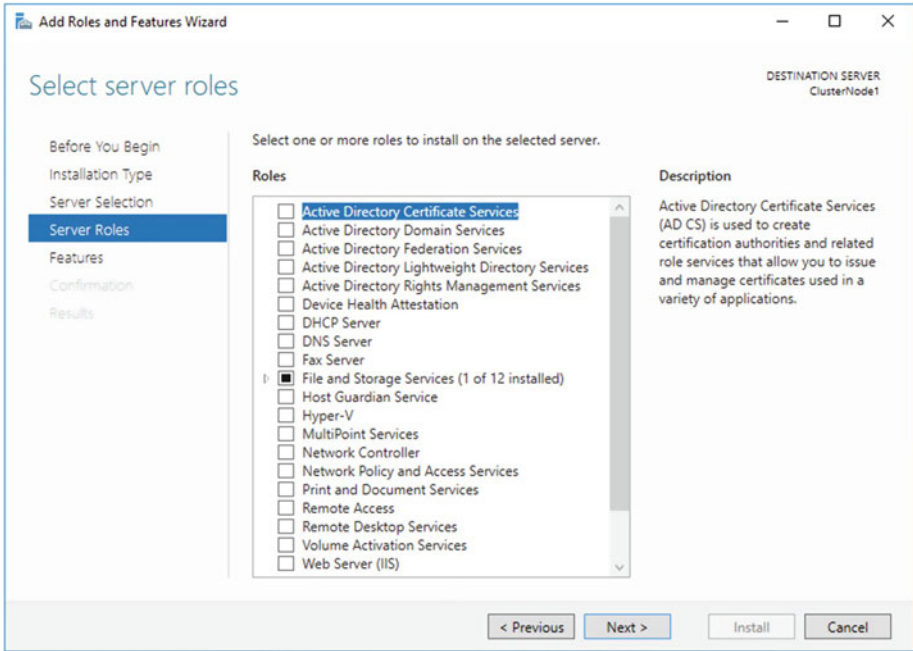 Add Roles and Features Wizard
Select server roles
DESTINATION SERVER
ClusterNode1
Before You Begin
Installation Type
Server Selection
Server Roles
Features
Confirmation
Results
Select one or more roles to install on the selected server.
Roles
Active Directory Certificate Services
Active Directory Domain Services
Active Directory Federation Services
Active Directory Lightweight Directory Services
Active Directory Rights Management Services
Device Health Attestation
DHCP Server
DNS Server
Fax Server
File and Storage Services (1 of 12 installed)
Host Guardian Service
Hyper-V
MultiPoint Services
Network Controller
Network Policy and Access Services
Print and Document Services
Remote Access
Remote Desktop Services
Volume Activation Services
Web Server (IIS)
Description
Active Directory Certificate Services
(AD CS) is used to create
certification authorities and related
role services that allow you to issue
and manage certificates used in a
variety of applications.
< Previous
Next >
Install
Cancel